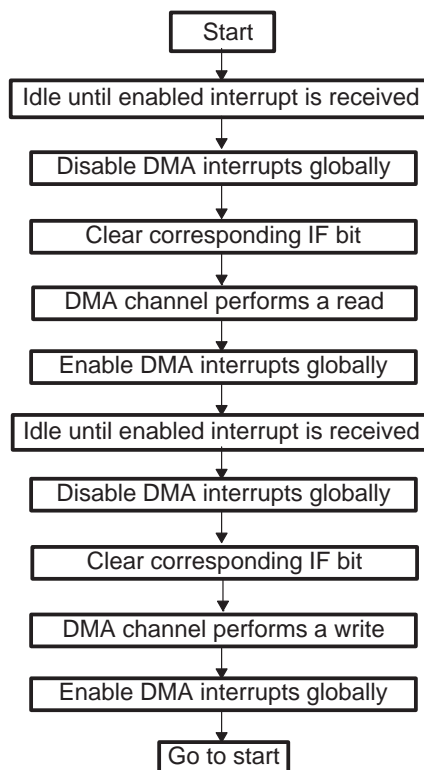 Start
Idle until enabled interrupt is received
Disable DMA interrupts globally
Clear corresponding IF bit
DMA channel performs a read
Enable DMA interrupts globally
Idle until enabled interrupt is received
Disable DMA interrupts globally
Clear corresponding IF bit
DMA channel performs a write
Enable DMA interrupts globally
Go to start